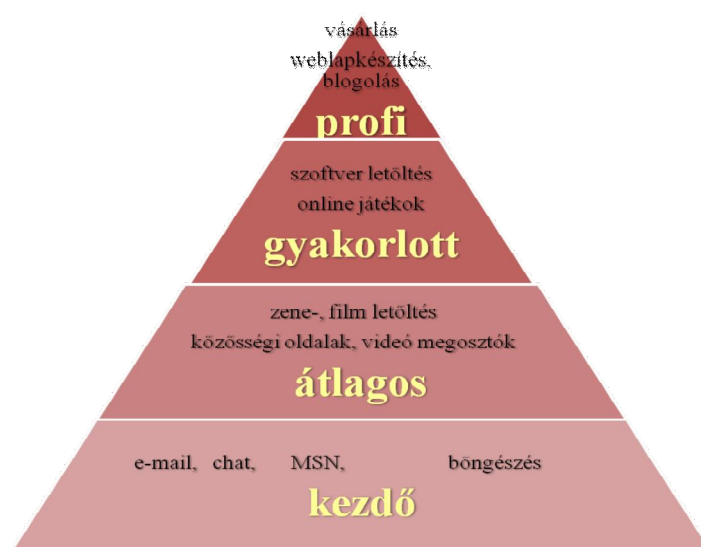 vásárlás
weblapkészítés,
blogolás
profi
szoftver letöltés
online játékok
gyakorlott
zene-, film letöltés
közösségi oldalak, videó megosztók
átlagos
e-mail, chat, MSN, böngészés
kezdő